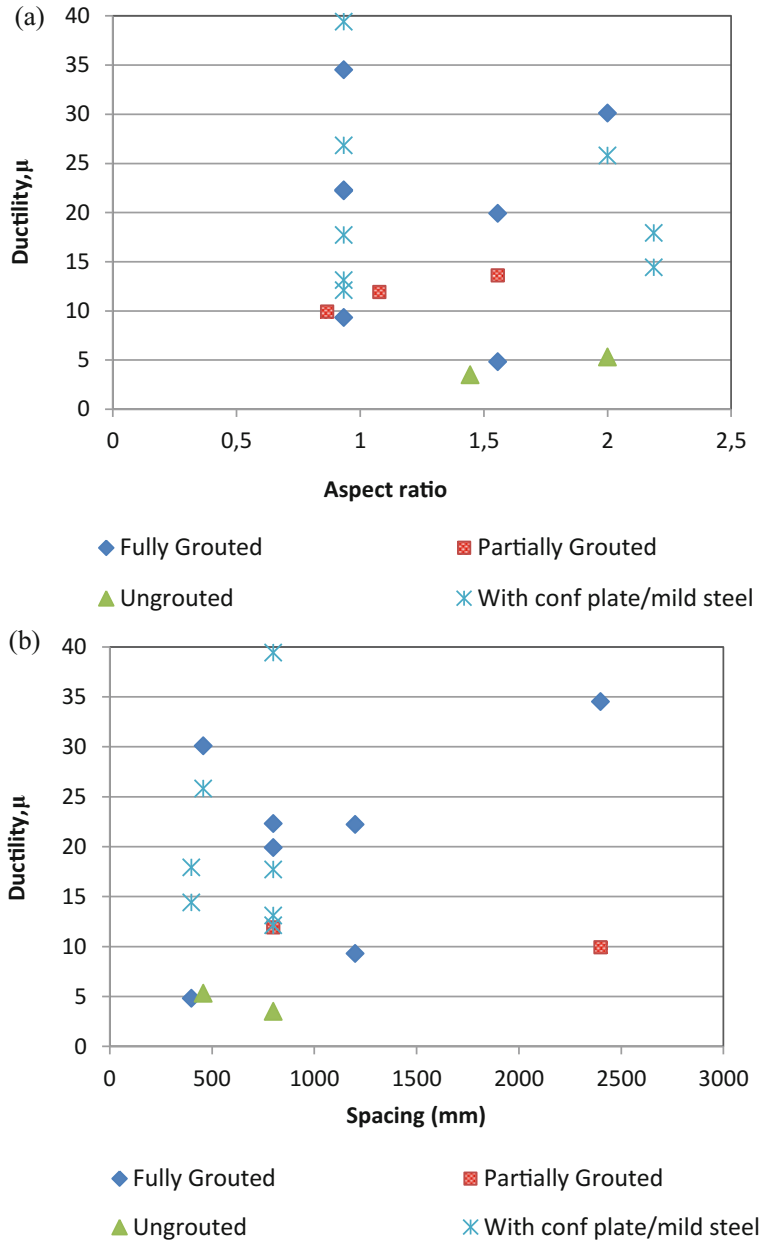 (a)
40
35
30
25
20
15
10
5
0
Ductility,μ
0 0,5 1 1,5 2 2,5
Aspect ratio
Fully Grouted Partially Grouted
Ungrouted With conf plate/mild steel
(b)
40
35
30
25
20
15
10
5
0
Ductility,μ
0 500 1000 1500 2000 2500 3000
Spacing (mm)
Fully Grouted Partially Grouted
Ungrouted With conf plate/mild steel